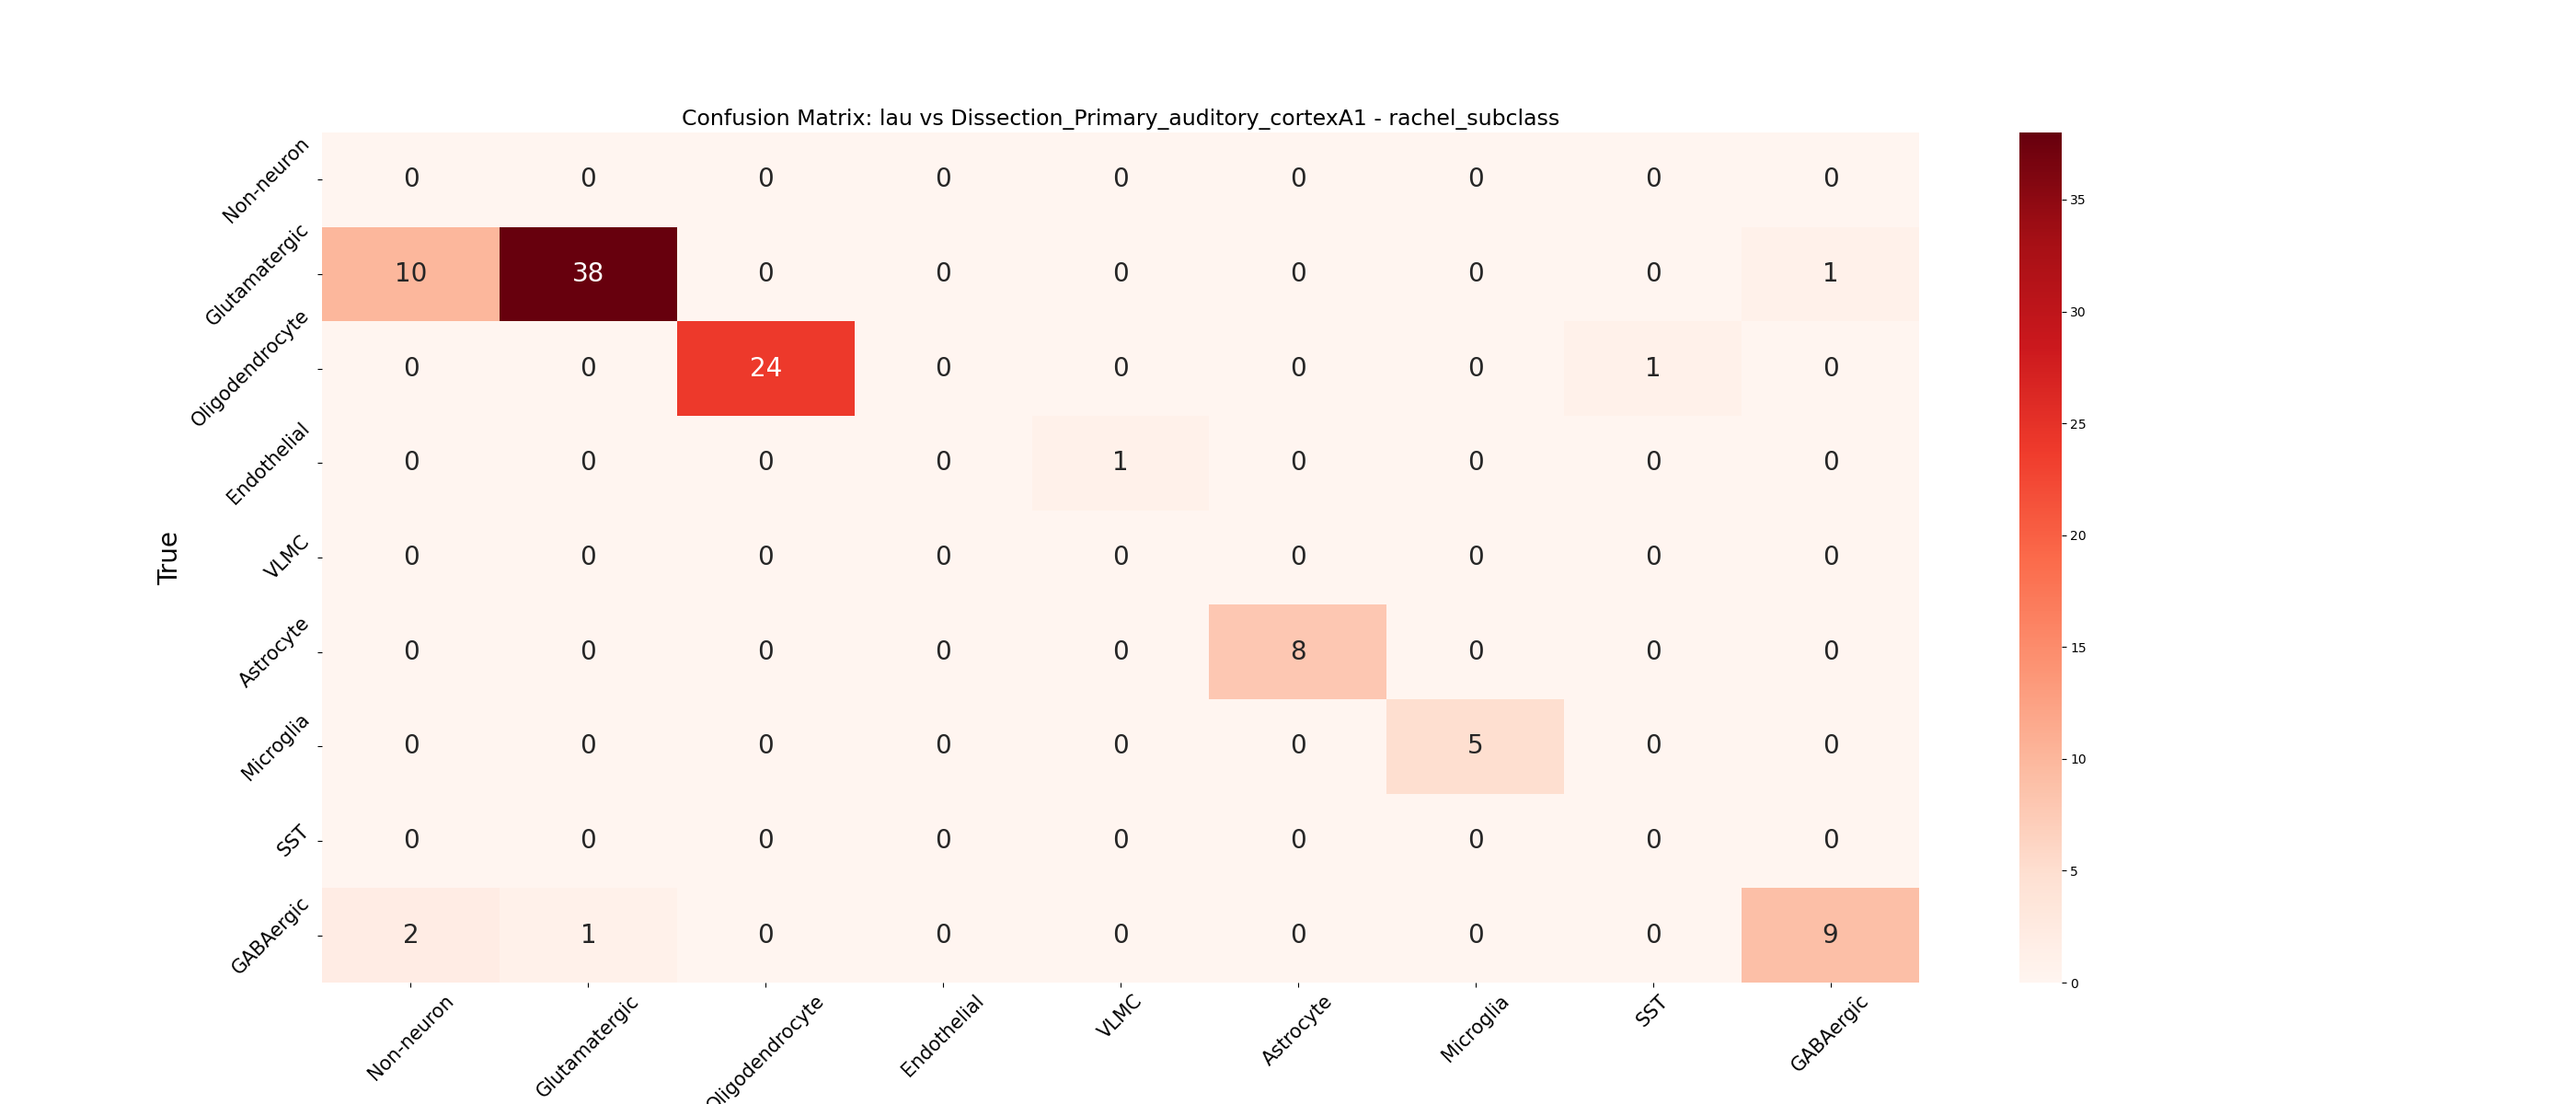 Confusion Matrix: lau vs Dissection_Primary_auditory_cortexA1 - rachel_subclass
True
Non-neuron 0 0 0 0 0 0 0 0 0
Glutamatergic 10 38 0 0 0 0 0 0 1
Oligodendrocyte 0 0 24 0 0 0 0 1 0
Endothelial 0 0 0 0 1 0 0 0 0
VLMC 0 0 0 0 0 0 0 0 0
Astrocyte 0 0 0 0 0 8 0 0 0
Microglia 0 0 0 0 0 0 5 0 0
SST 0 0 0 0 0 0 0 0 0
GABAergic 2 1 0 0 0 0 0 0 9
Non-neuron Glutamatergic Oligodendrocyte Endothelial VLMC Astrocyte Microglia SST GABAergic
35
30
25
20
15
10
5
0